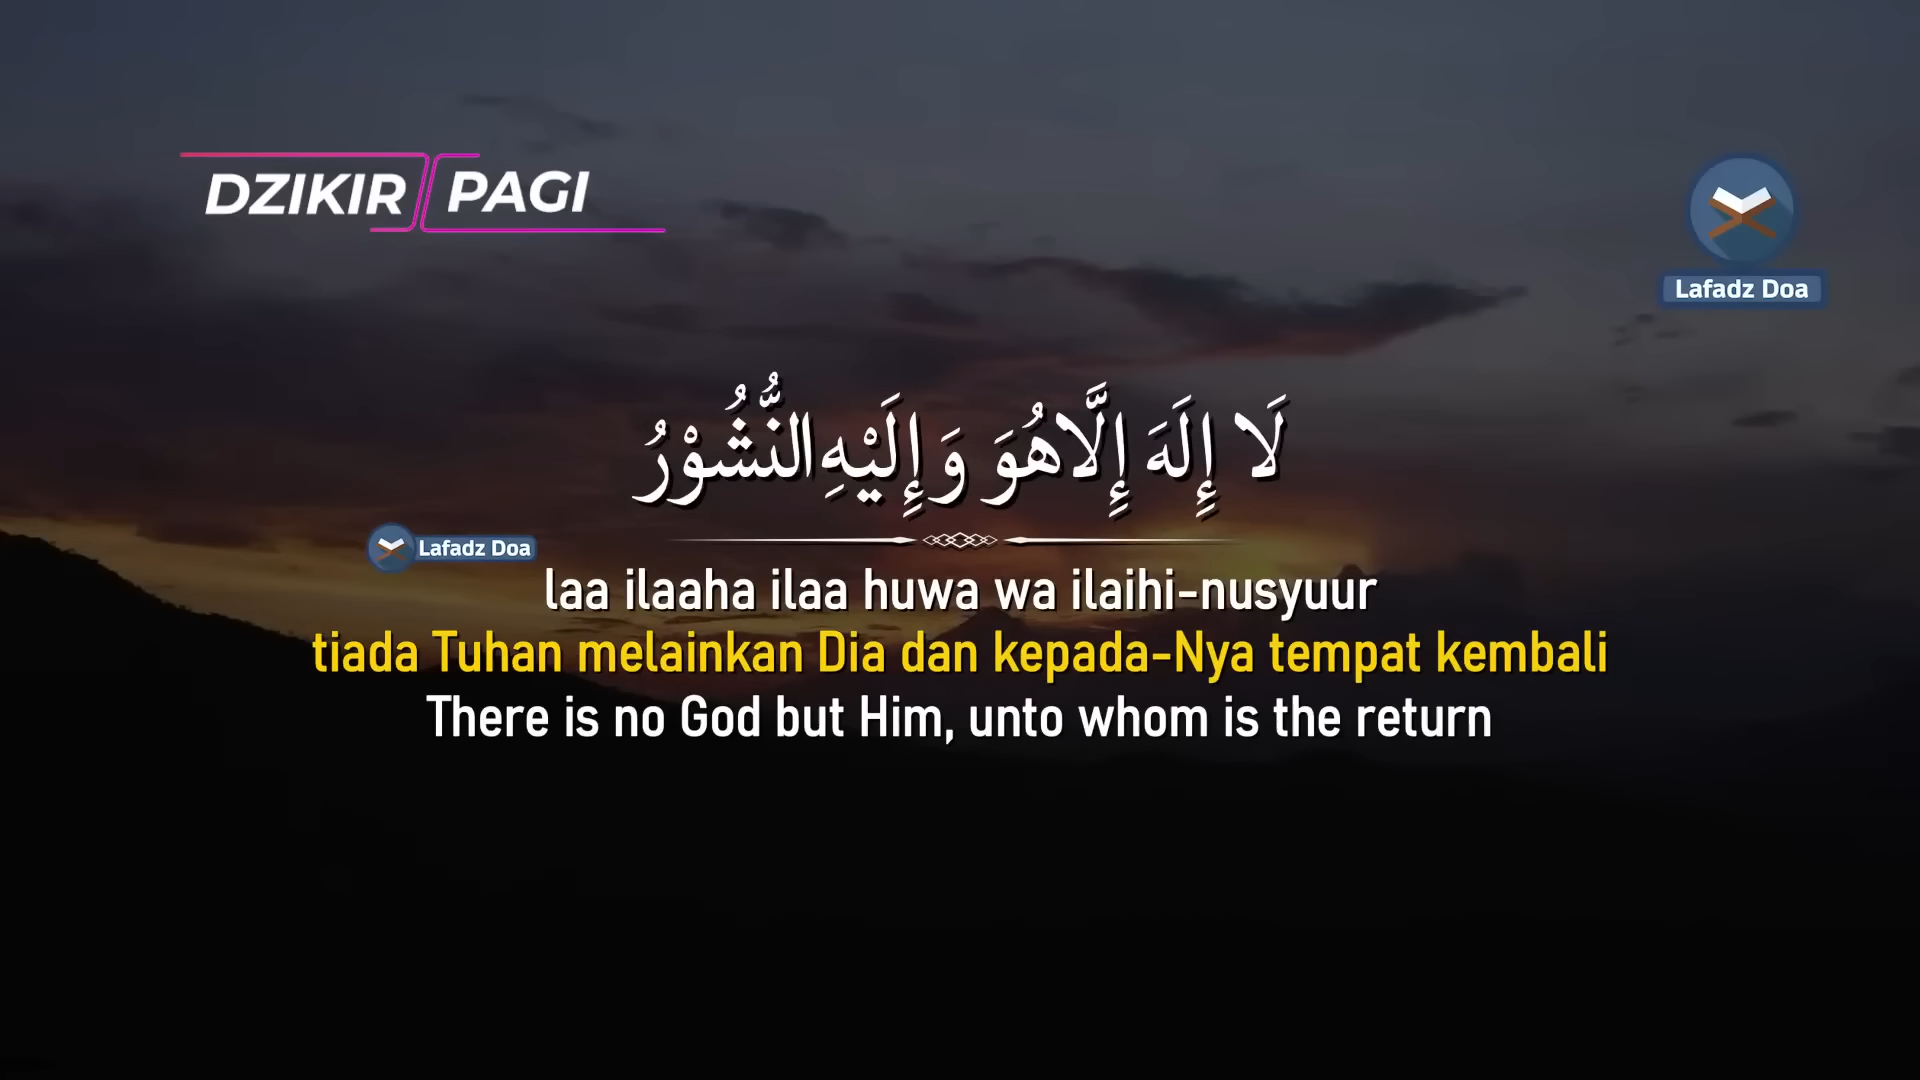 DZIKIR PAGI
Lafadz Doa
لَا إِلَهَ إِلَّاهُوَ وَإِلَيْهِ النُّشُوْرُ
Lafadz Doa
laa ilaaha ilaa huwa wa ilaihi-nusyuur
tiada Tuhan melainkan Dia dan kepada-Nya tempat kembali
There is no God but Him, unto whom is the return